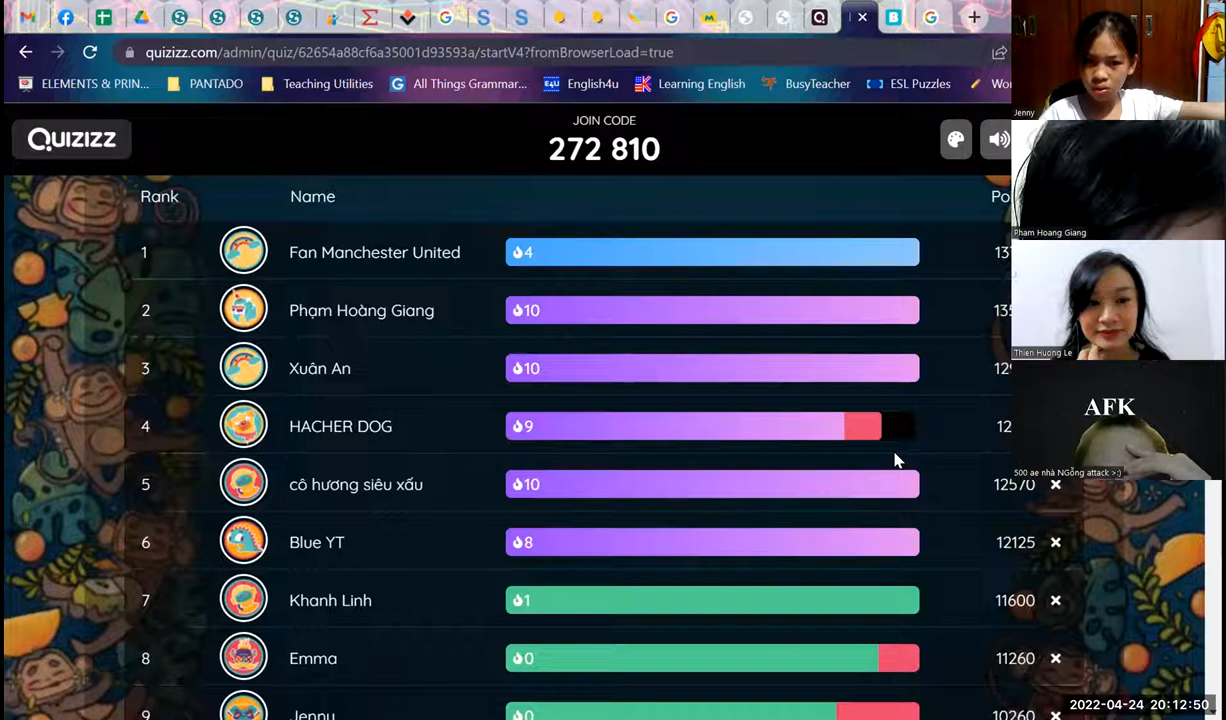 quizizz.com/admin/quiz/62654a88cf6a35001d93593a/startV4?fromBrowserLoad=true
ELEMENTS & PRIN... PANTADO Teaching Utilities All Things Grammar... English4u Learning English BusyTeacher ESL Puzzles
Quizizz
JOIN CODE
272 810
Rank Name
1 Fan Manchester United 4
2 Phạm Hoàng Giang 10
3 Xuân An 10
4 HACHER DOG 9
5 cô hương siêu xấu 10 12570
6 Blue YT 8 12125
7 Khanh Linh 1 11600
8 Emma 0 11260
9 Jenny 0 10260
Jenny
Pham Hoang Giang
Thien Huong Le
AFK
500 ae nhà NGỗng attack >:)
2022-04-24 20:12:50